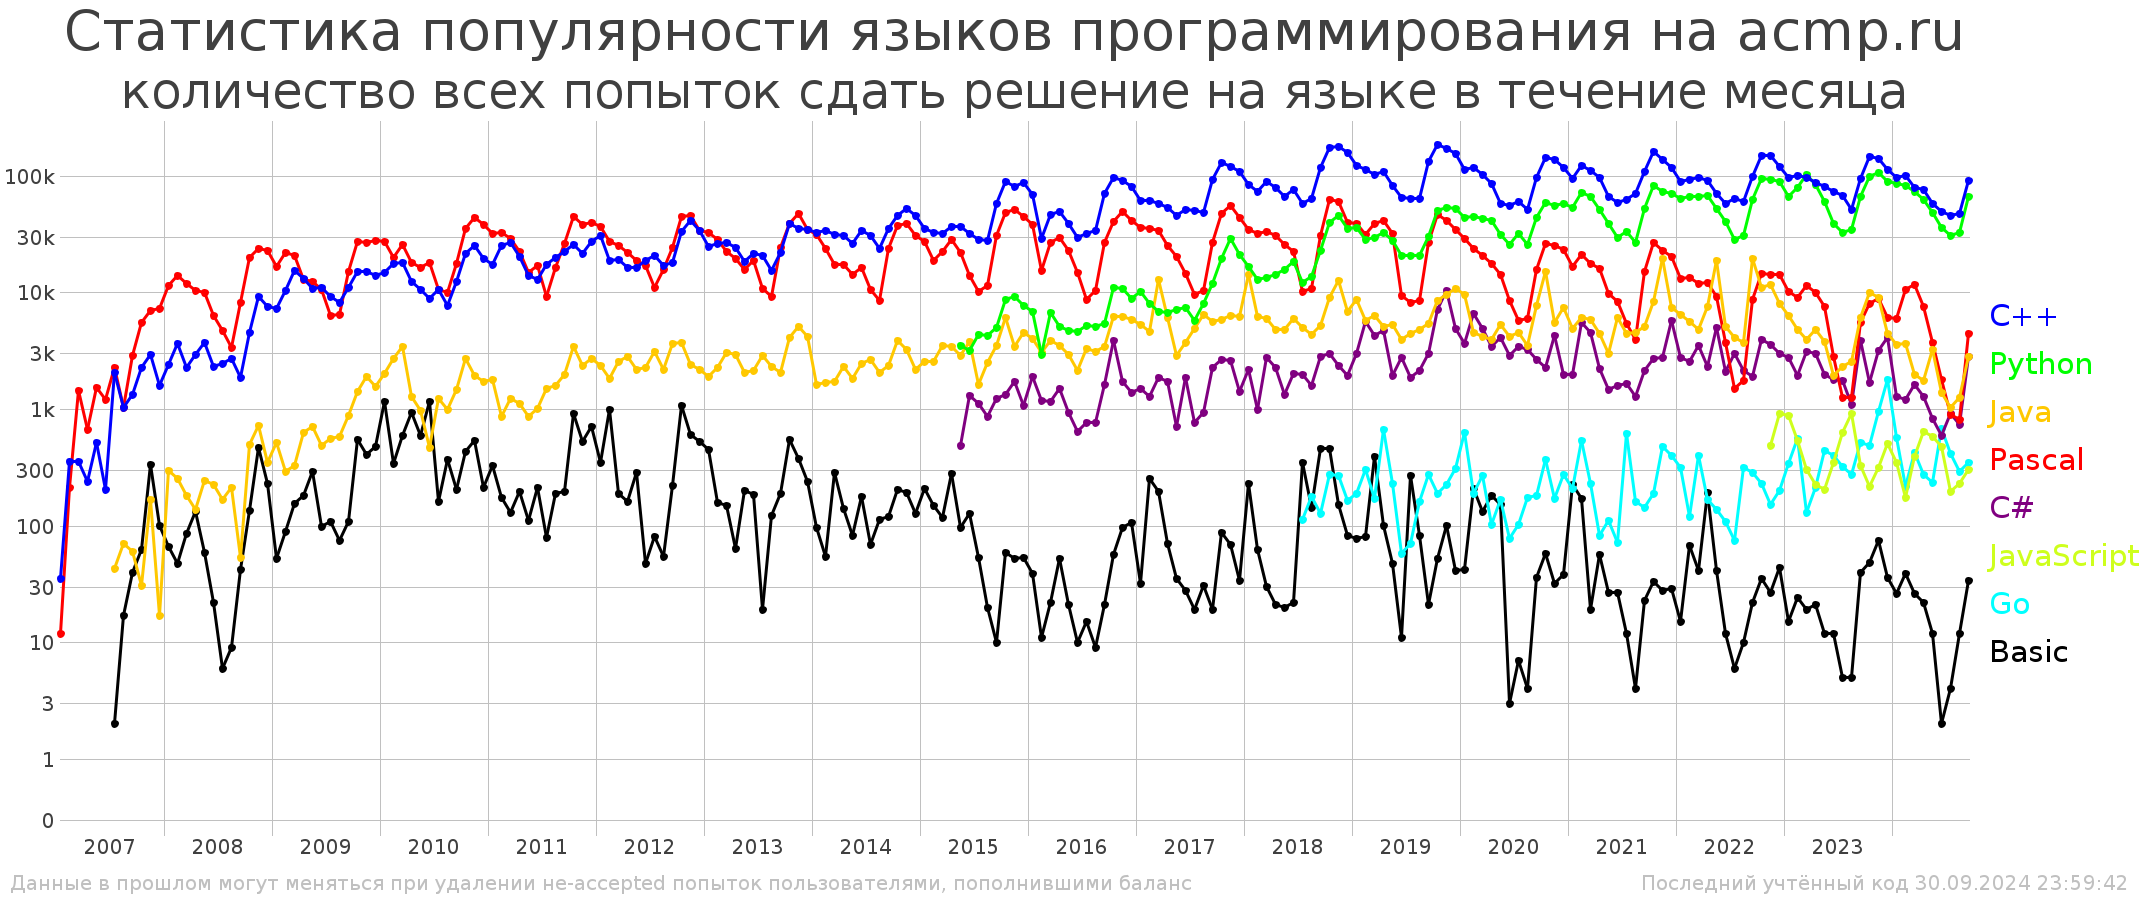 Статистика популярности языков программирования на acmp.ru
количество всех попыток сдать решение на языке в течение месяца
100k
30k
10k
3k
1k
300
100
30
10
3
1
0
C++
Python
Java
Pascal
C#
JavaScript
Go
Basic
2007 2008 2009 2010 2011 2012 2013 2014 2015 2016 2017 2018 2019 2020 2021 2022 2023
Данные в прошлом могут меняться при удалении не-accepted попыток пользователями, пополнившими баланс
Последний учтённый код 30.09.2024 23:59:42